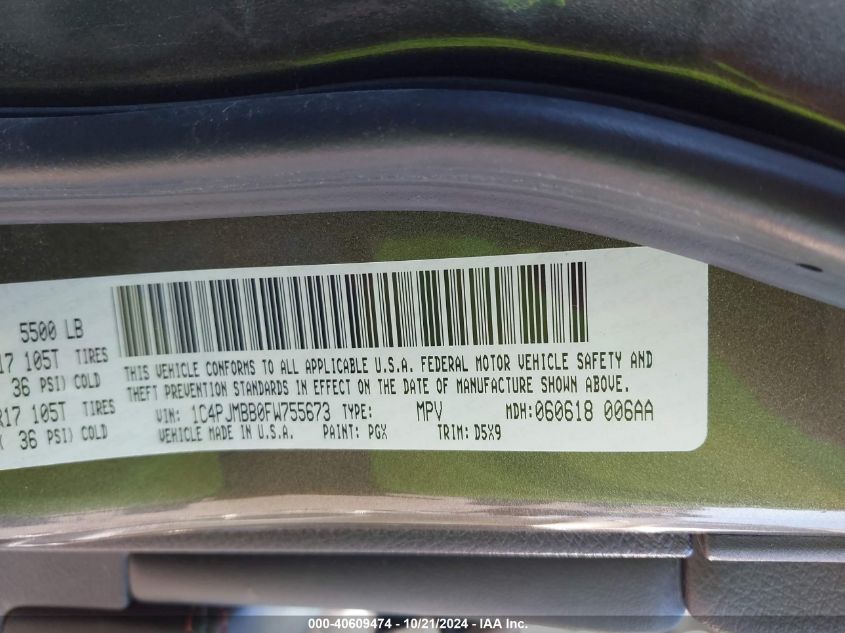 5500 LB
17 105T TIRES
36 PSI) COLD
R17 105T TIRES
36 PSI) COLD
THIS VEHICLE CONFORMS TO ALL APPLICABLE U.S.A. FEDERAL MOTOR VEHICLE SAFETY AND
THEFT PREVENTION STANDARDS IN EFFECT ON THE DATE OF MANUFACTURE SHOWN ABOVE.
VIN: 1C4PJMBB0FW755673 TYPE: MPV MDH: 060618 006AA
VEHICLE MADE IN U.S.A. PAINT: PGX TRIM: D5X9
000-40609474 - 10/21/2024 - IAA Inc.